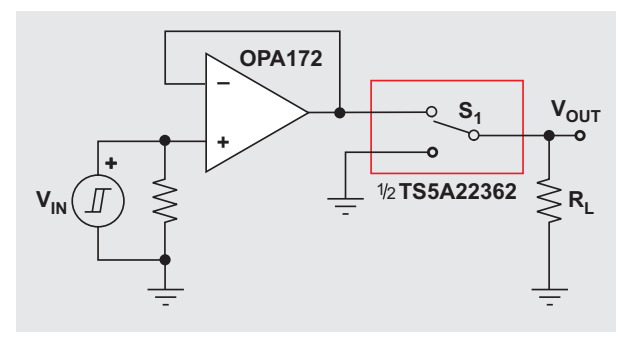 OPA172
−
+
S1
VOUT
+
VIN
½ TS5A22362
RL